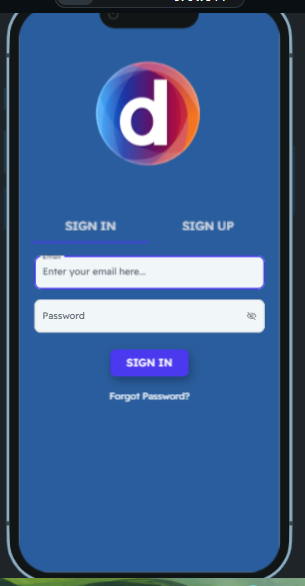 d
SIGN IN SIGN UP
Email
Enter your email here...
Password
SIGN IN
Forgot Password?